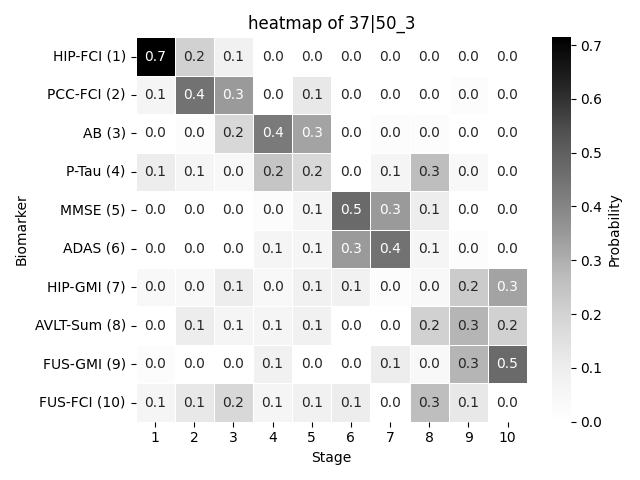 heatmap of 37|50_3
HIP-FCI (1) 0.7 0.2 0.1 0.0 0.0 0.0 0.0 0.0 0.0 0.0
PCC-FCI (2) 0.1 0.4 0.3 0.0 0.1 0.0 0.0 0.0 0.0 0.0
AB (3) 0.0 0.0 0.2 0.4 0.3 0.0 0.0 0.0 0.0 0.0
P-Tau (4) 0.1 0.1 0.0 0.2 0.2 0.0 0.1 0.3 0.0 0.0
MMSE (5) 0.0 0.0 0.0 0.0 0.1 0.5 0.3 0.1 0.0 0.0
ADAS (6) 0.0 0.0 0.0 0.1 0.1 0.3 0.4 0.1 0.0 0.0
HIP-GMI (7) 0.0 0.0 0.1 0.0 0.1 0.1 0.0 0.0 0.2 0.3
AVLT-Sum (8) 0.0 0.1 0.1 0.1 0.1 0.0 0.0 0.2 0.3 0.2
FUS-GMI (9) 0.0 0.0 0.0 0.1 0.0 0.0 0.1 0.0 0.3 0.5
FUS-FCI (10) 0.1 0.1 0.2 0.1 0.1 0.1 0.0 0.3 0.1 0.0
1 2 3 4 5 6 7 8 9 10
Stage
Biomarker
0.7
0.6
0.5
0.4
0.3
0.2
0.1
0.0
Probability